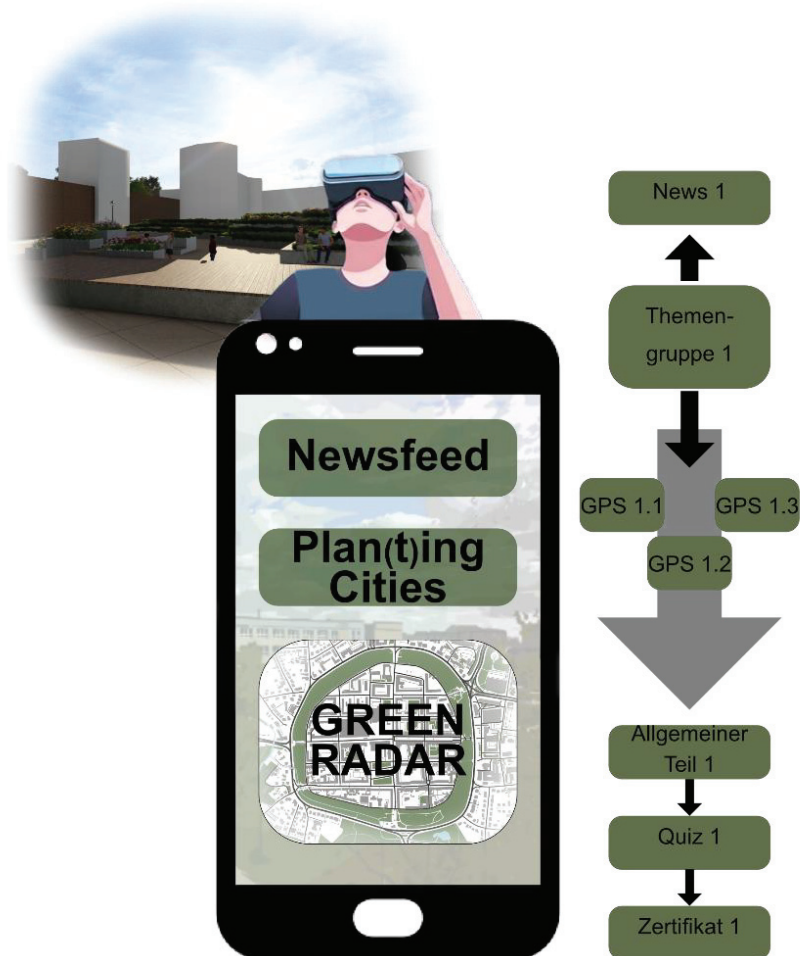 Newsfeed
Plan(t)ing
Cities
GREEN
RADAR
News 1
Themen-
gruppe 1
GPS 1.1
GPS 1.3
GPS 1.2
Allgemeiner
Teil 1
Quiz 1
Zertifikat 1